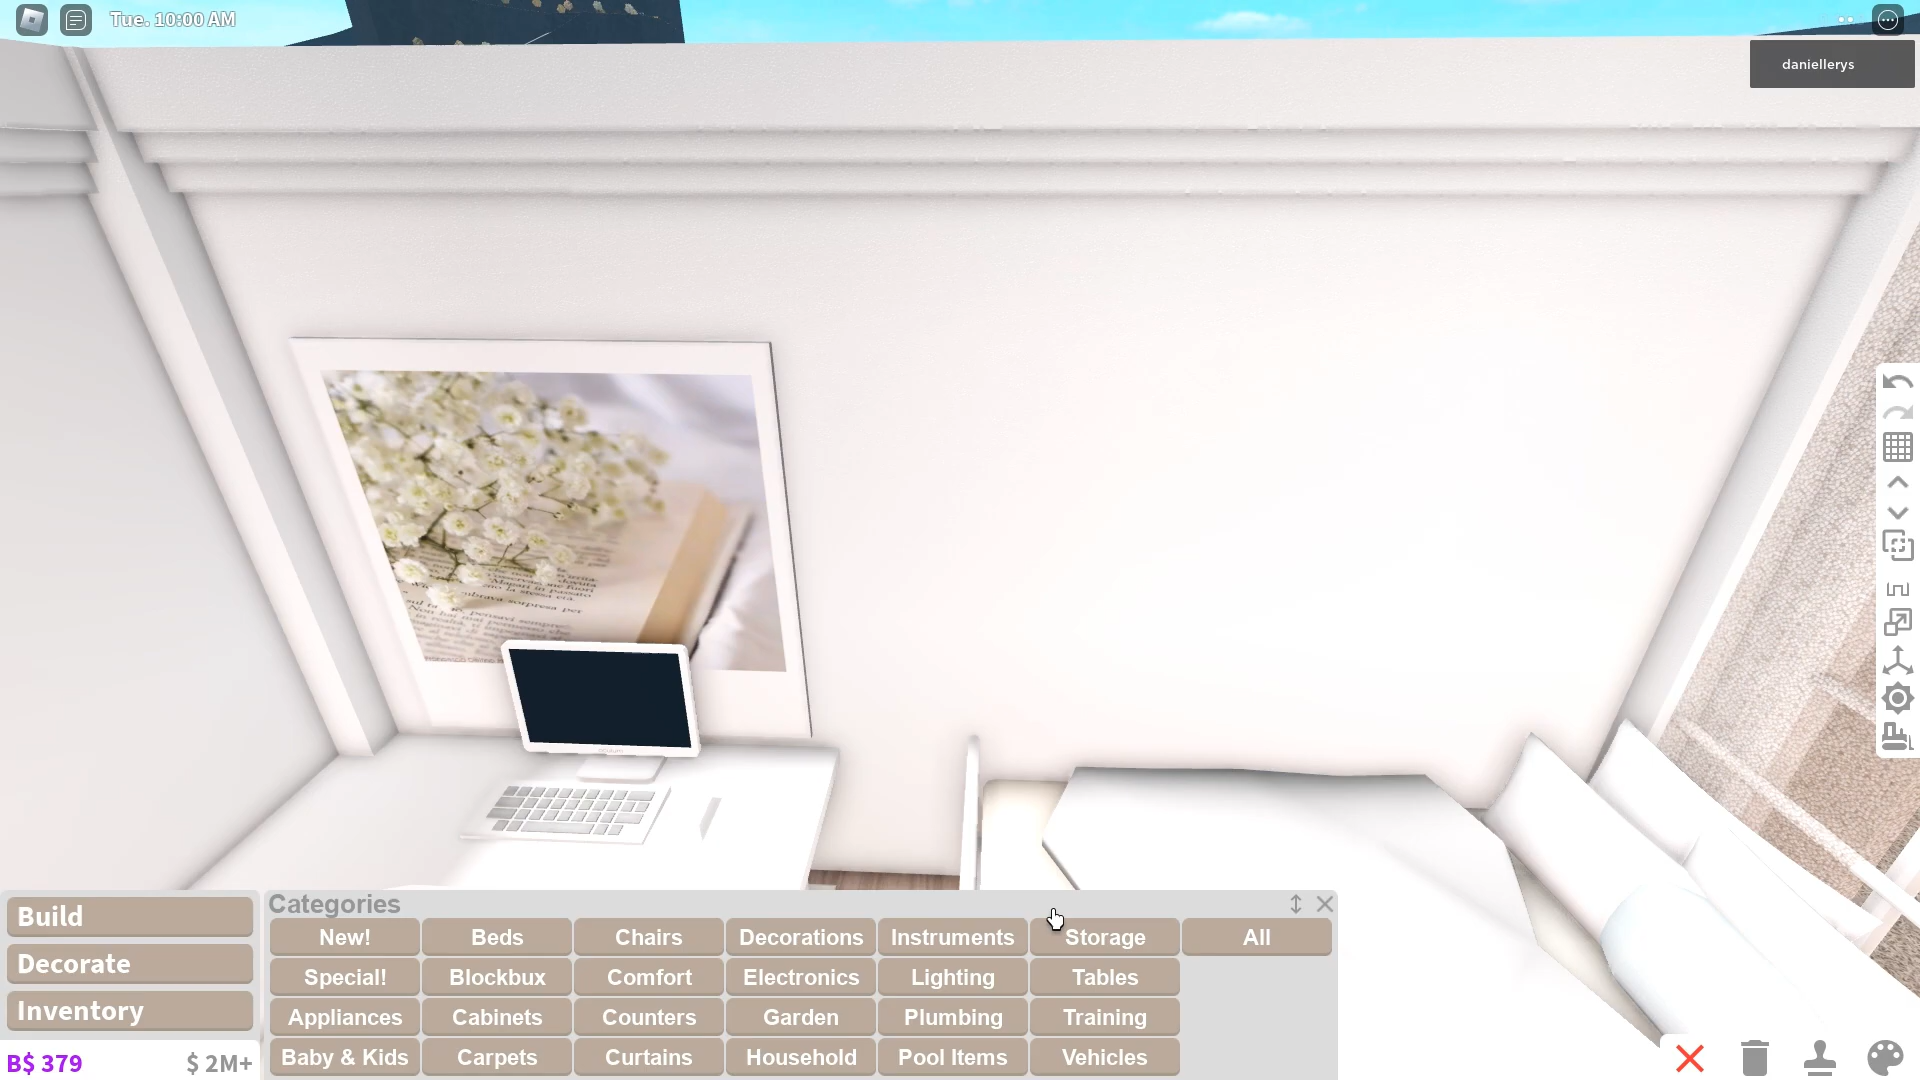 Tue. 10:00 AM
daniellerys
Build
Decorate
Inventory
B$ 379
$ 2M+
Categories
New!
Beds
Chairs
Decorations
Instruments
Storage
All
Special!
Blockbux
Comfort
Electronics
Lighting
Tables
Appliances
Cabinets
Counters
Garden
Plumbing
Training
Baby & Kids
Carpets
Curtains
Household
Pool Items
Vehicles